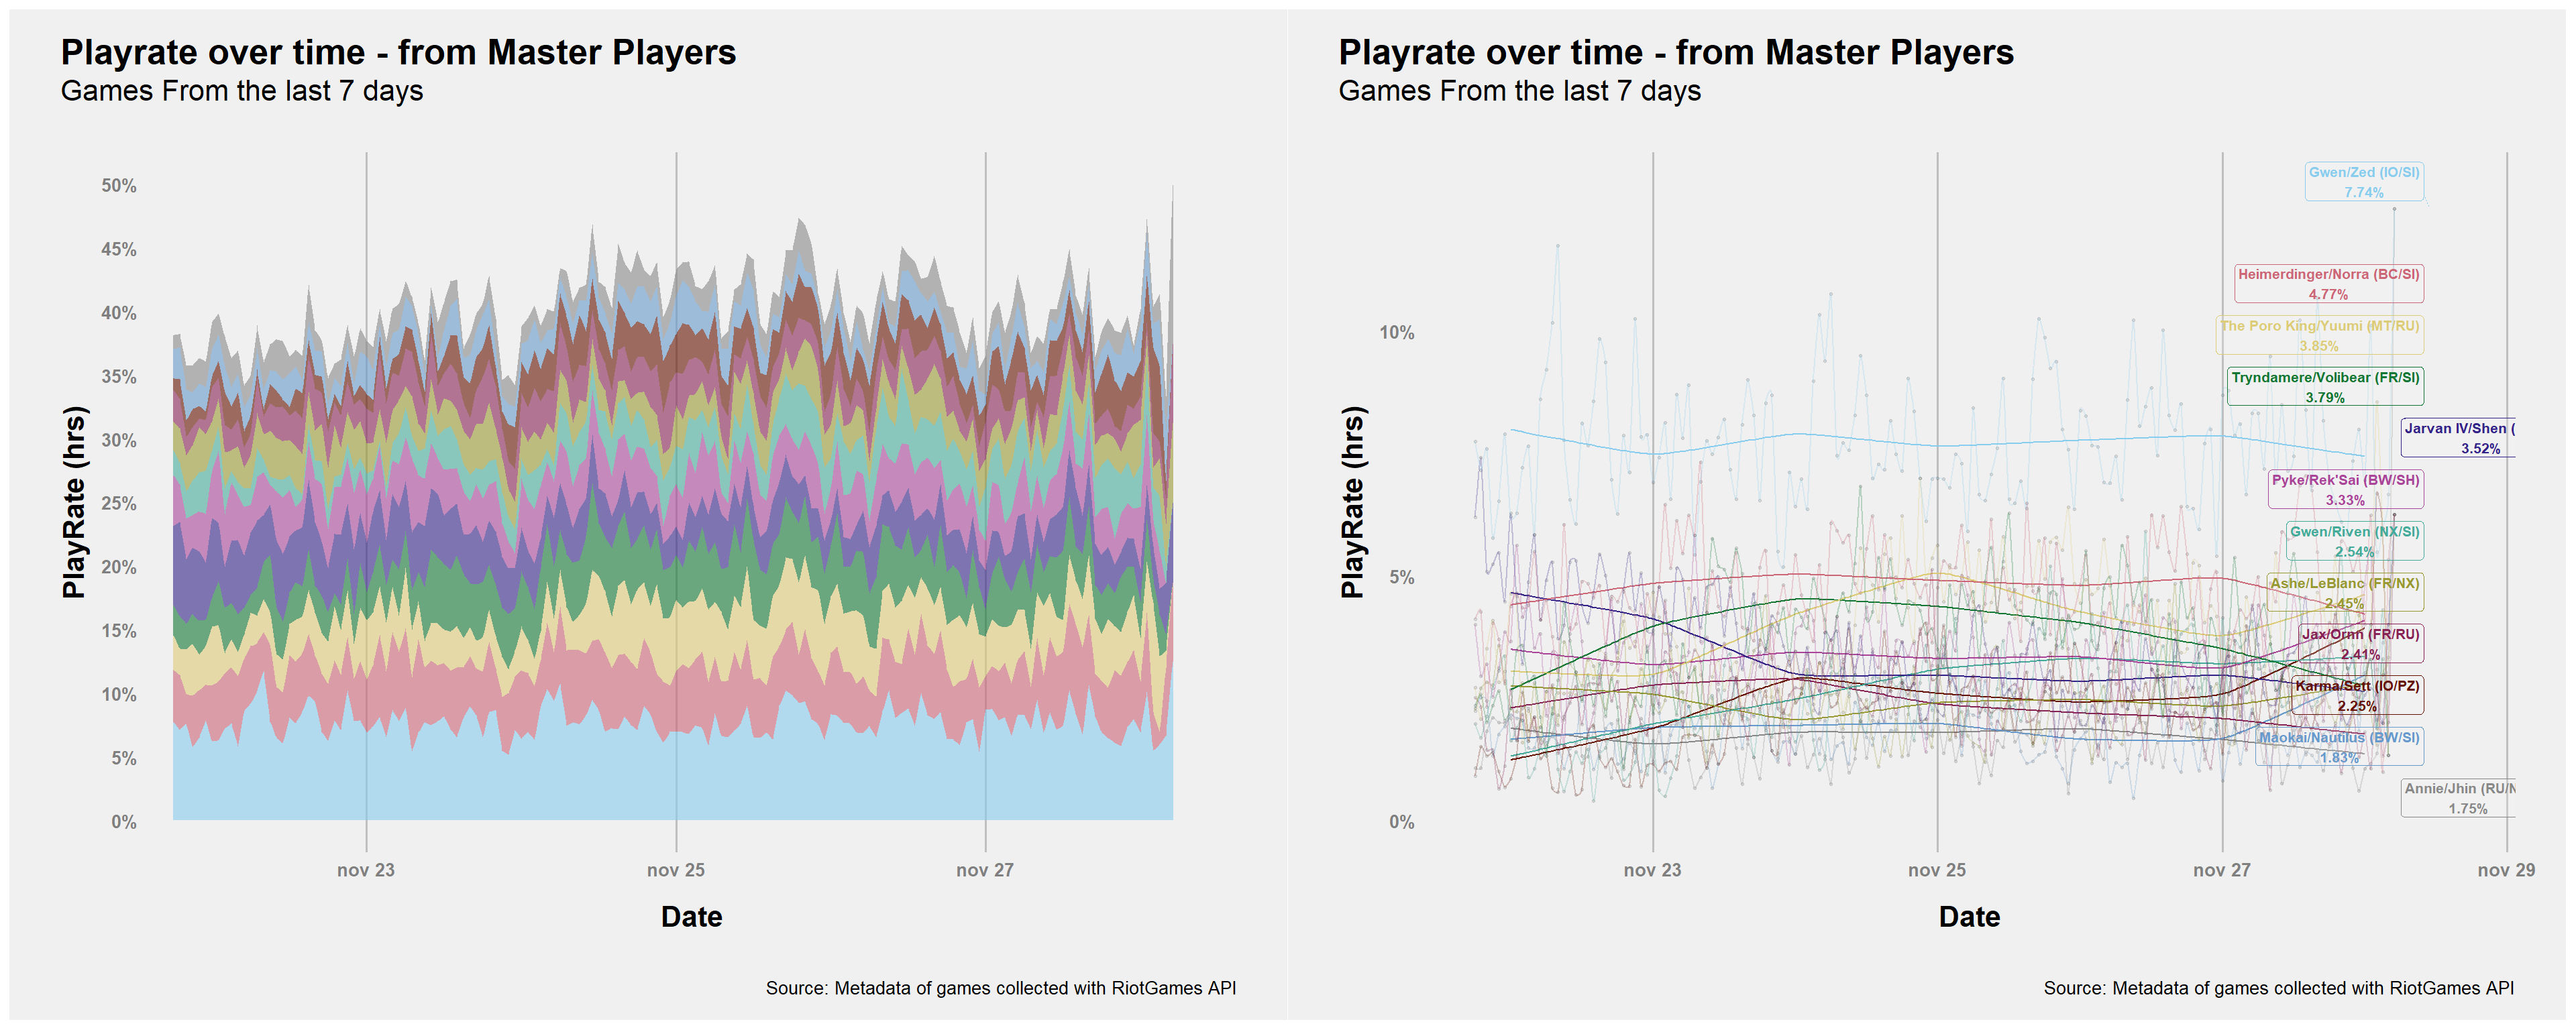 Playrate over time - from Master Players
Games From the last 7 days
PlayRate (hrs)
50%
45%
40%
35%
30%
25%
20%
15%
10%
5%
0%
nov 23
nov 25
nov 27
Date
Source: Metadata of games collected with RiotGames API
Playrate over time - from Master Players
Games From the last 7 days
PlayRate (hrs)
10%
5%
0%
Gwen/Zed (IO/SI)
7.74%
Heimerdinger/Norra (BC/SI)
4.77%
The Poro King/Yuumi (MT/RU)
3.85%
Tryndamere/Volibear (FR/SI)
3.79%
Jarvan IV/Shen (
3.52%
Pyke/Rek'Sai (BW/SH)
3.33%
Gwen/Riven (NX/SI)
2.54%
Ashe/LeBlanc (FR/NX)
2.45%
Jax/Ornn (FR/RU)
2.41%
Karma/Sett (IO/PZ)
2.25%
Maokai/Nautilus (BW/SI)
1.83%
Annie/Jhin (RU/N
1.75%
nov 23
nov 25
nov 27
nov 29
Date
Source: Metadata of games collected with RiotGames API